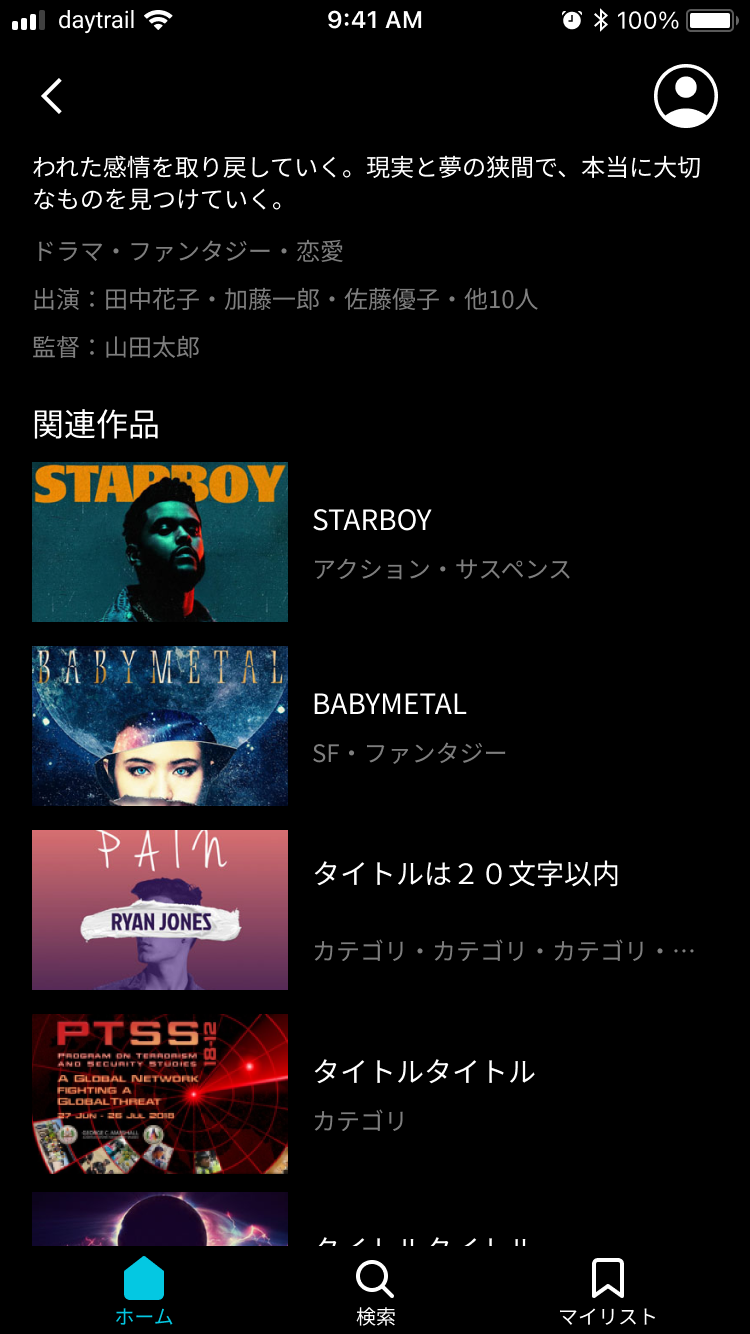 daytrail
9:41 AM
100%
われた感情を取り戻していく。現実と夢の狭間で、本当に大切
なものを見つけていく。
ドラマ・ファンタジー・恋愛
出演：田中花子・加藤一郎・佐藤優子・他10人
監督：山田太郎
関連作品
STARBOY
STARBOY
アクション・サスペンス
BABYMETAL
BABYMETAL
SF・ファンタジー
PAIN
RYAN JONES
タイトルは２０文字以内
カテゴリ・カテゴリ・カテゴリ・…
PTSS
18-12
PROGRAM ON TERRORISM
AND SECURITY STUDIES
A GLOBAL NETWORK
FIGHTING A
GLOBALTHREAT
27 JUN - 26 JUL 2018
GEORGE C. MARSHALL
タイトルタイトル
カテゴリ
タイトルタイトル
ホーム
検索
マイリスト